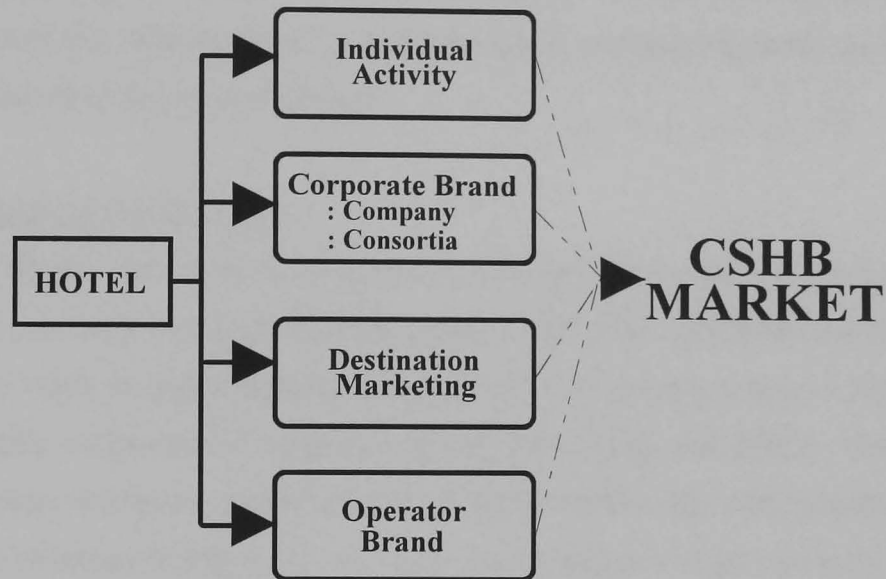 Individual
Activity
Corporate Brand
: Company
: Consortia
HOTEL
CSHB
MARKET
Destination
Marketing
Operator
Brand